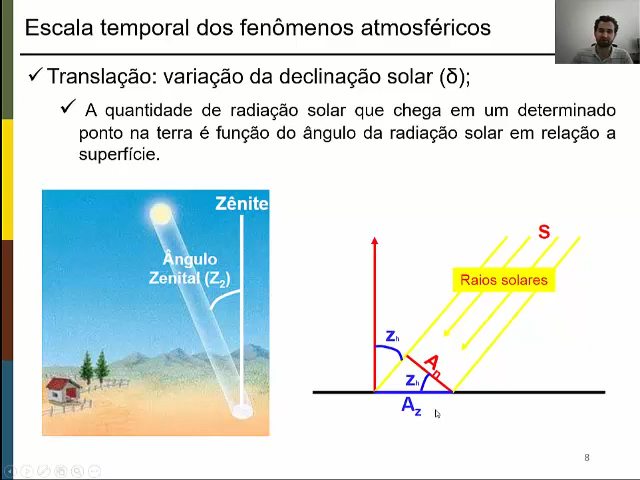 Escala temporal dos fenômenos atmosféricos
✓Translação: variação da declinação solar (δ);
✓ A quantidade de radiação solar que chega em um determinado
ponto na terra é função do ângulo da radiação solar em relação a
superfície.
Zênite
Ângulo
Zenital (Z2)
S
Raios solares
Zh
An
Zh
Az
8